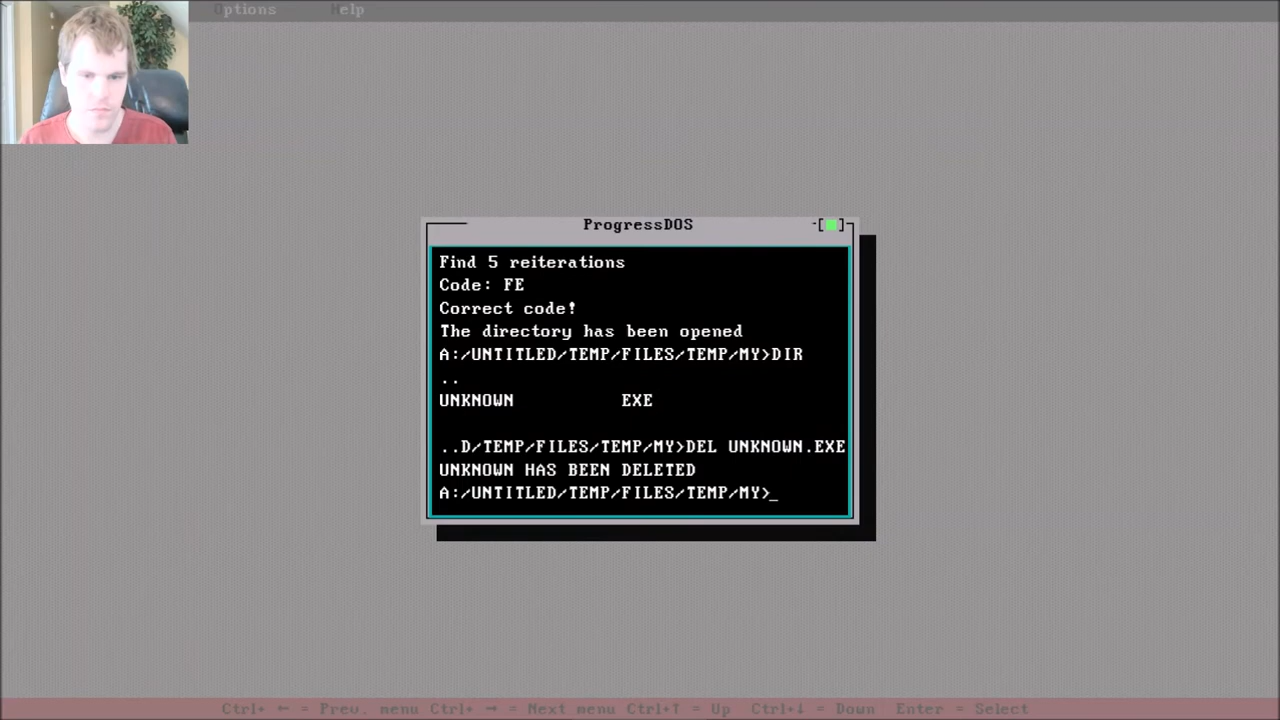 Options Help
ProgressDOS
Find 5 reiterations
Code: FE
Correct code!
The directory has been opened
A:/UNTITLED/TEMP/FILES/TEMP/MY>DIR
..
UNKNOWN EXE
..D/TEMP/FILES/TEMP/MY>DEL UNKNOWN.EXE
UNKNOWN HAS BEEN DELETED
A:/UNTITLED/TEMP/FILES/TEMP/MY>_
Ctrl+ ← = Prev. menu Ctrl+ → = Next menu Ctrl+↑ = Up Ctrl+↓ = Down Enter = Select